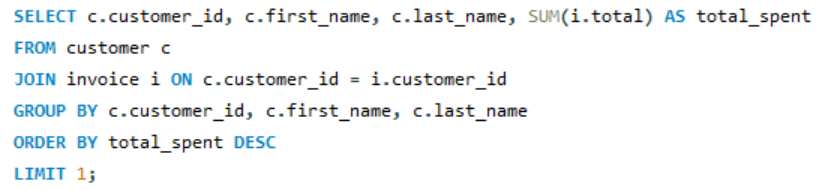 SELECT c.customer_id, c.first_name, c.last_name, SUM(i.total) AS total_spent
FROM customer c
JOIN invoice i ON c.customer_id = i.customer_id
GROUP BY c.customer_id, c.first_name, c.last_name
ORDER BY total_spent DESC
LIMIT 1;